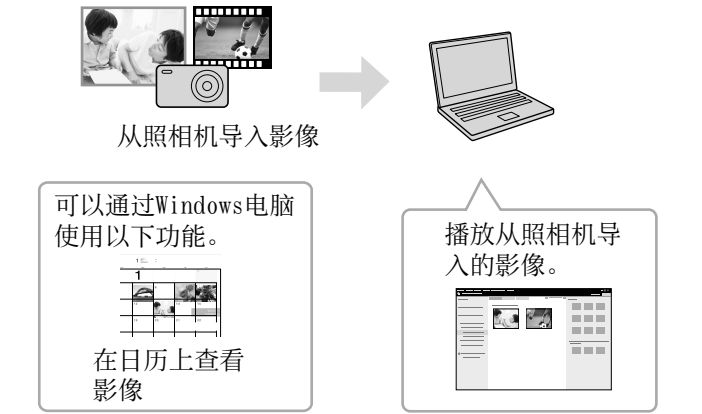 从照相机导入影像
可以通过Windows电脑
使用以下功能。
1
1
在日历上查看
影像
播放从照相机导
入的影像。